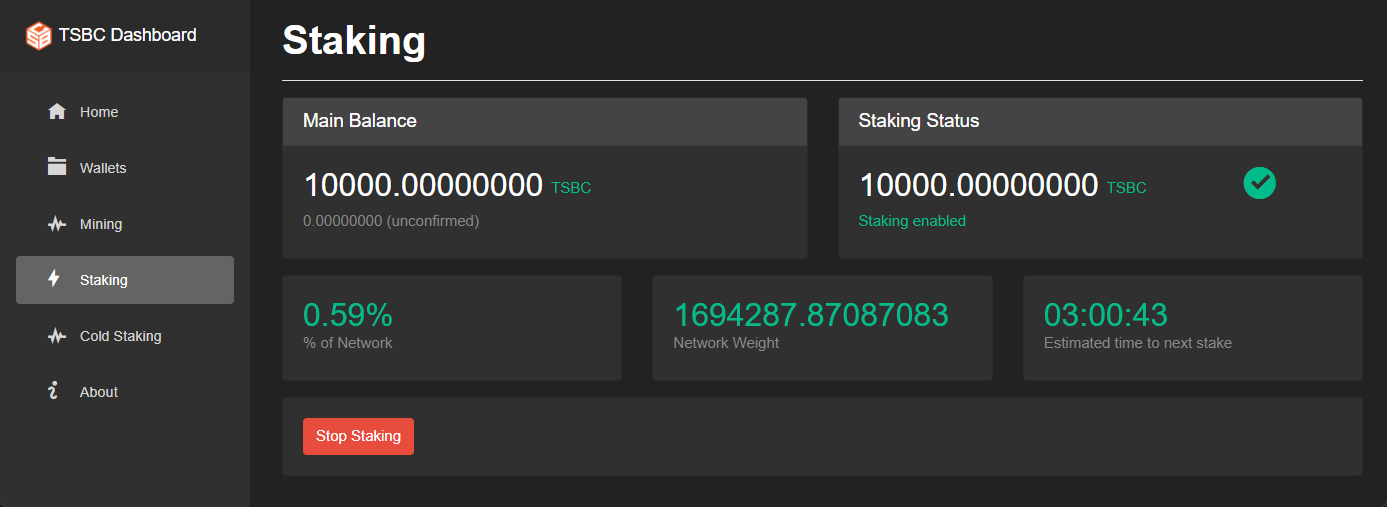 TSBC Dashboard
Home
Wallets
Mining
Staking
Cold Staking
About
Staking
Main Balance
10000.00000000 TSBC
0.00000000 (unconfirmed)
Staking Status
10000.00000000 TSBC
Staking enabled
0.59%
% of Network
1694287.87087083
Network Weight
03:00:43
Estimated time to next stake
Stop Staking